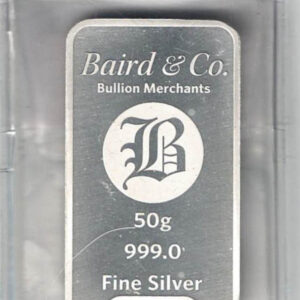 Baird & Co.
Bullion Merchants
B
50g
999.0
Fine Silver